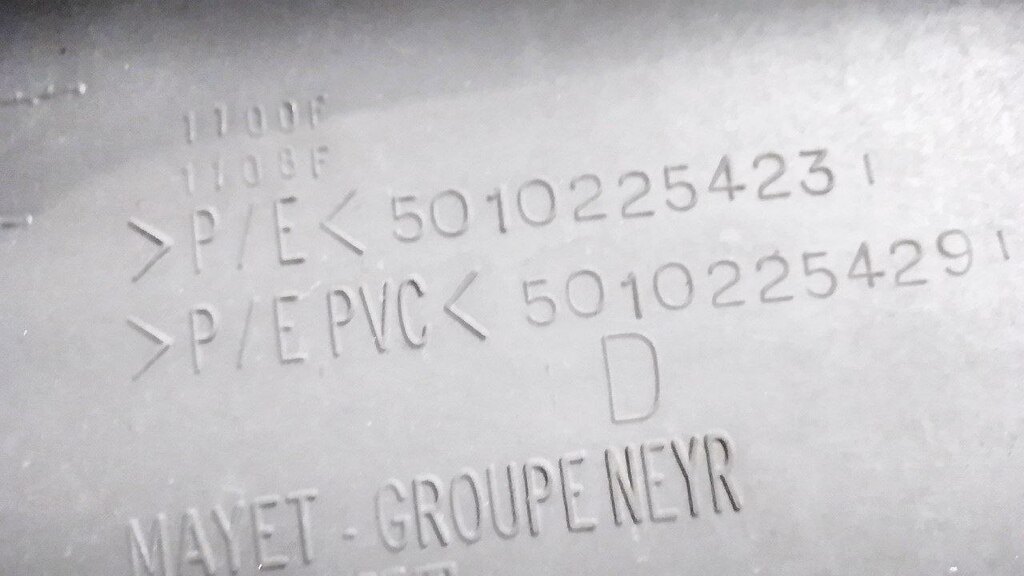 1100F
1108F
>P/E< 5010225423 I
>P/E PVC< 5010225429 I
D
MAYET - GROUPE NEYR